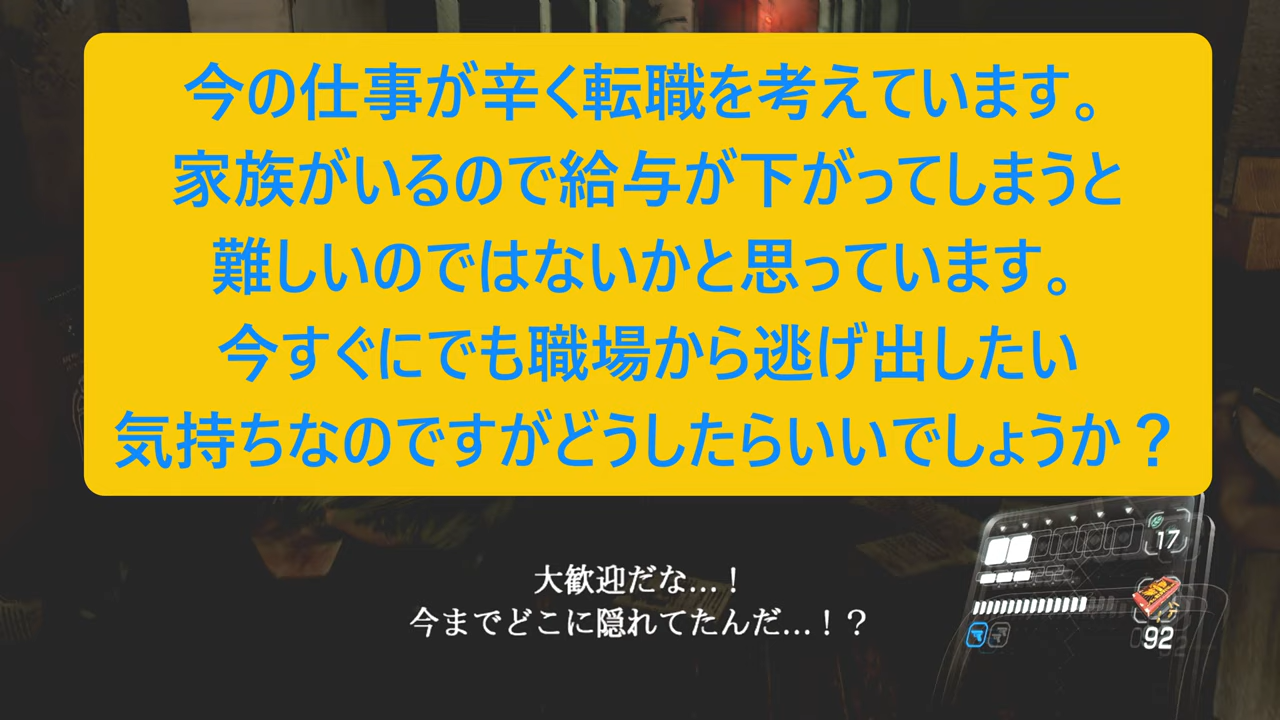 今の仕事が辛く転職を考えています。
家族がいるので給与が下がってしまうと
難しいのではないかと思っています。
今すぐにでも職場から逃げ出したい
気持ちなのですがどうしたらいいでしょうか？
大歓迎だな…！
今までどこに隠れてたんだ…！？
17
92